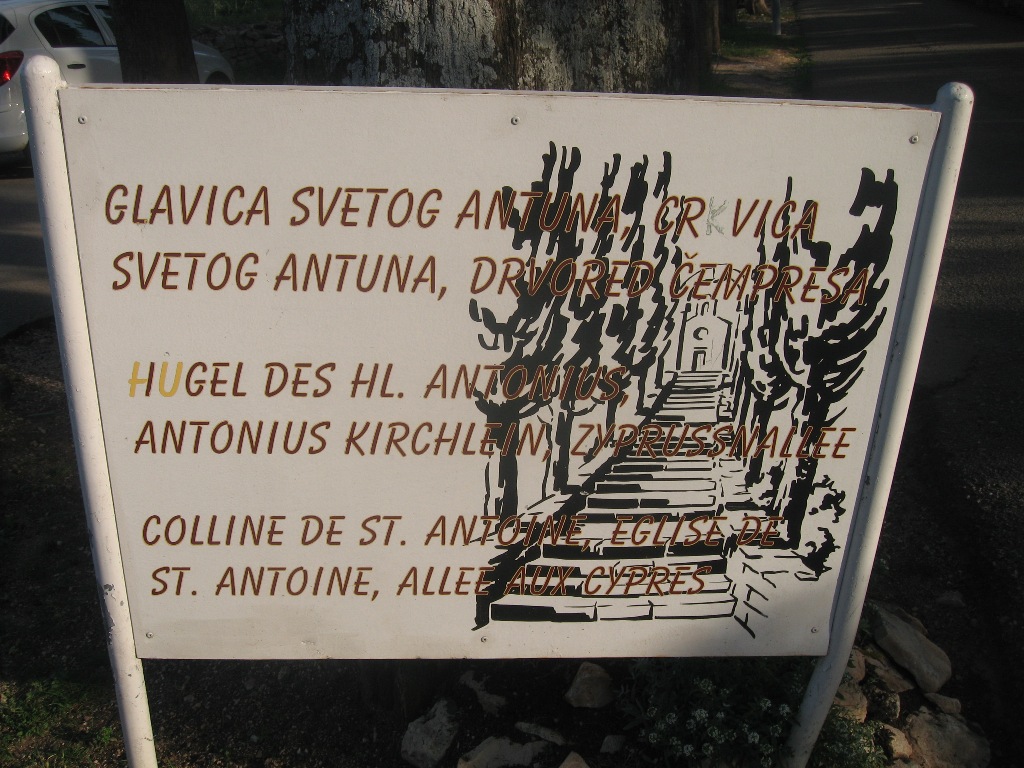 GLAVICA SVETOG ANTUNA, CRKVICA
SVETOG ANTUNA, DRVORED ČEMPRESA
HUGEL DES HL. ANTONIUS,
ANTONIUS KIRCHLEIN, ZYPRUSSNALLEE
COLLINE DE ST. ANTOINE, EGLISE DE
ST. ANTOINE, ALLEE AUX CYPRES